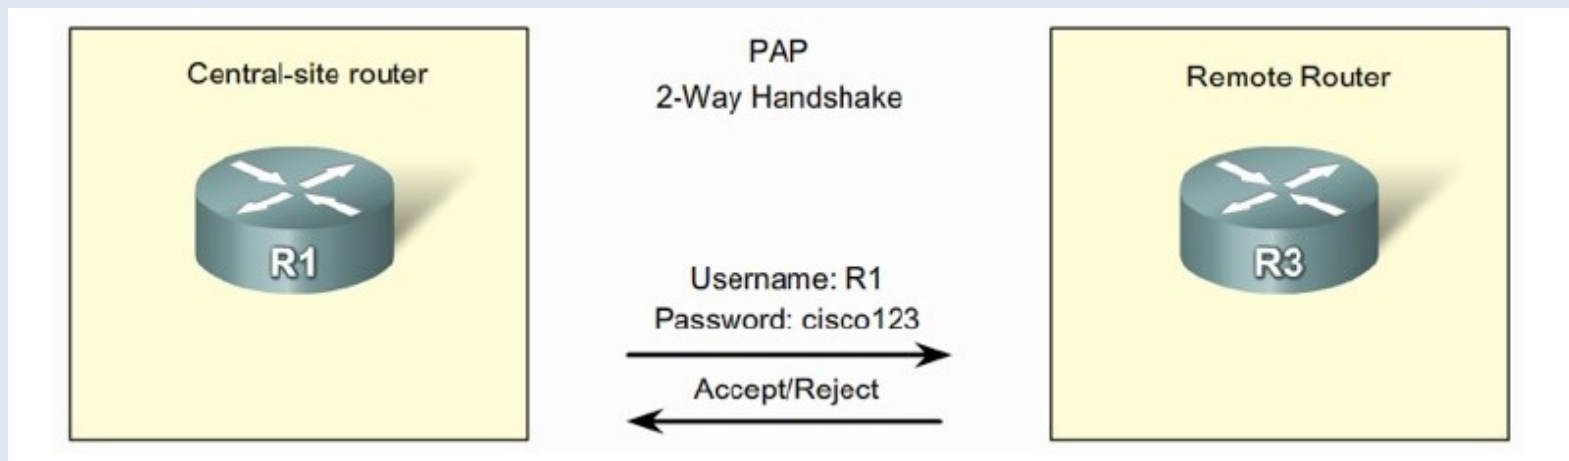 Central-site router
R1
PAP
2-Way Handshake
Username: R1
Password: cisco123
Accept/Reject
Remote Router
R3